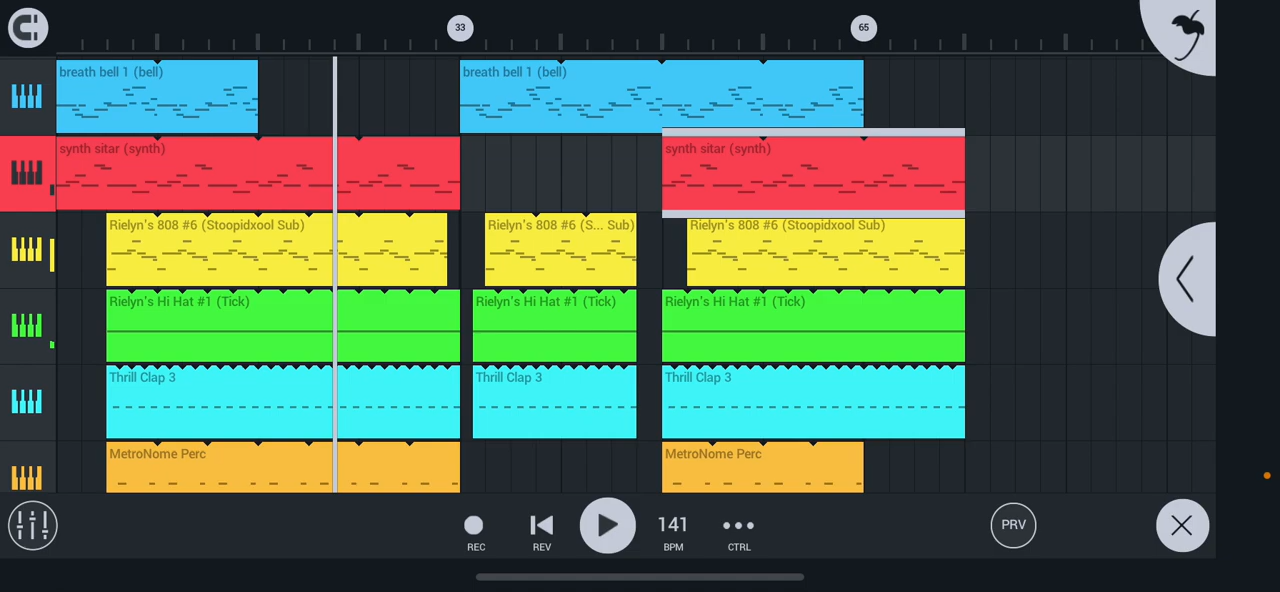 33
65
breath bell 1 (bell)
breath bell 1 (bell)
synth sitar (synth)
synth sitar (synth)
Rielyn's 808 #6 (Stoopidxool Sub)
Rielyn's 808 #6 (S... Sub)
Rielyn's 808 #6 (Stoopidxool Sub)
Rielyn's Hi Hat #1 (Tick)
Rielyn's Hi Hat #1 (Tick)
Rielyn's Hi Hat #1 (Tick)
Thrill Clap 3
Thrill Clap 3
Thrill Clap 3
MetroNome Perc
MetroNome Perc
141
PRV
REC
REV
BPM
CTRL